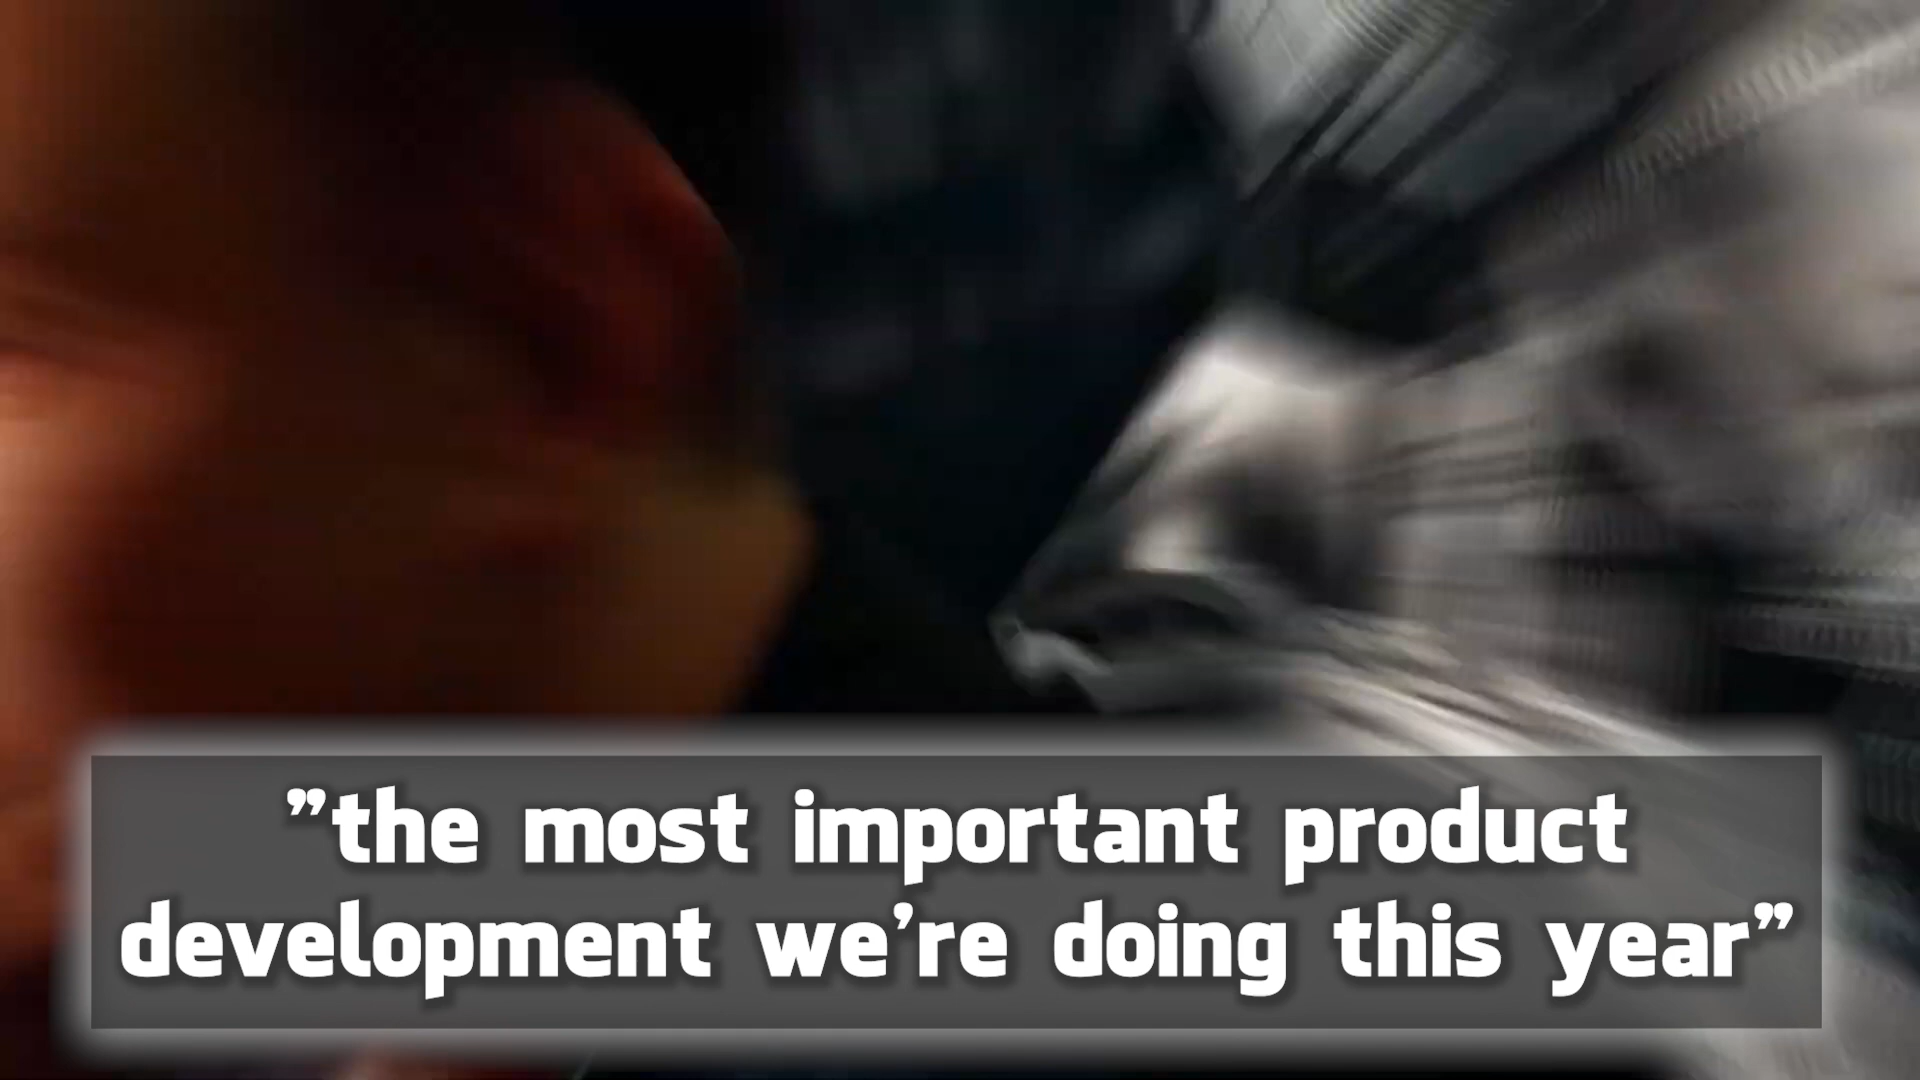 ”the most important product
development we’re doing this year”